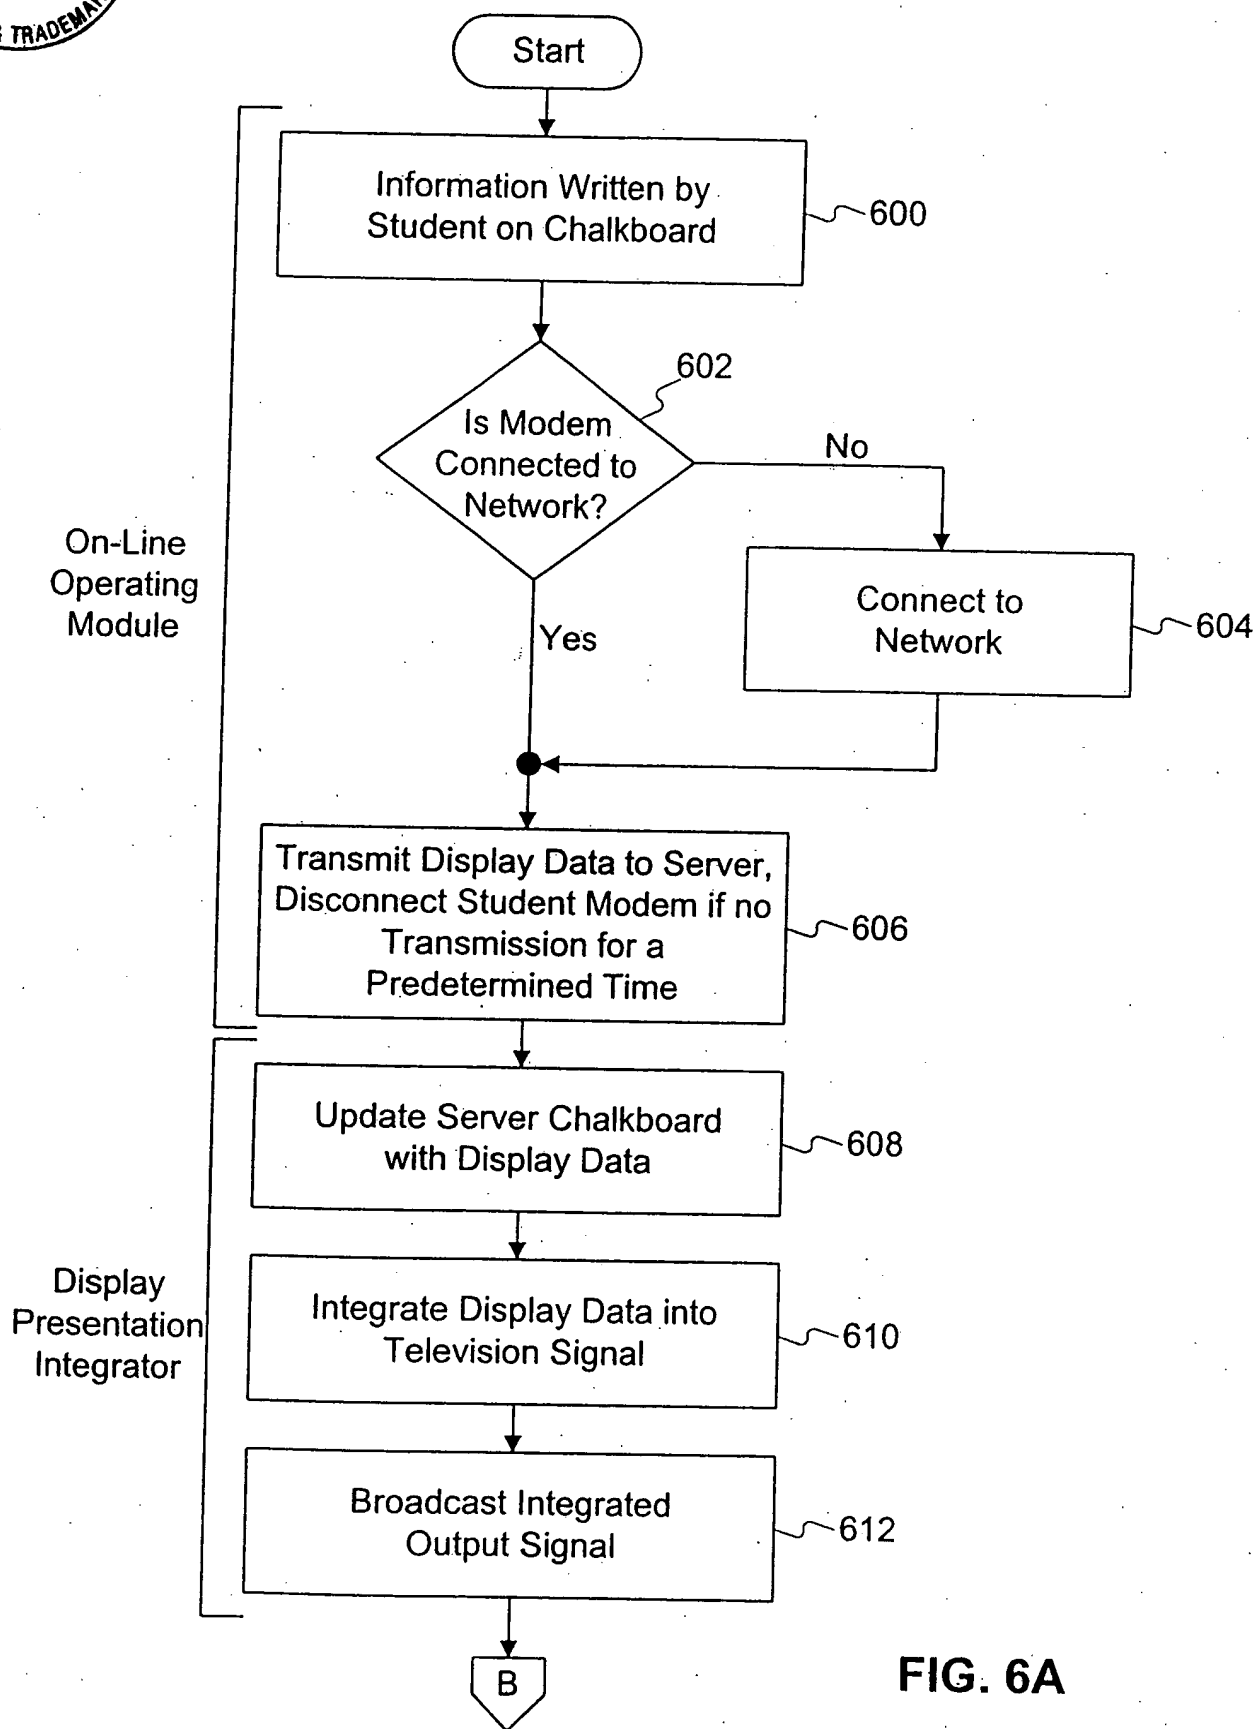 TRADEMAR
Start
Information Written by
Student on Chalkboard
600
602
Is Modem
Connected to
Network?
No
Yes
Connect to
Network
604
On-Line
Operating
Module
Transmit Display Data to Server,
Disconnect Student Modem if no
Transmission for a
Predetermined Time
606
Update Server Chalkboard
with Display Data
608
Display
Presentation
Integrator
Integrate Display Data into
Television Signal
610
Broadcast Integrated
Output Signal
612
B
FIG. 6A